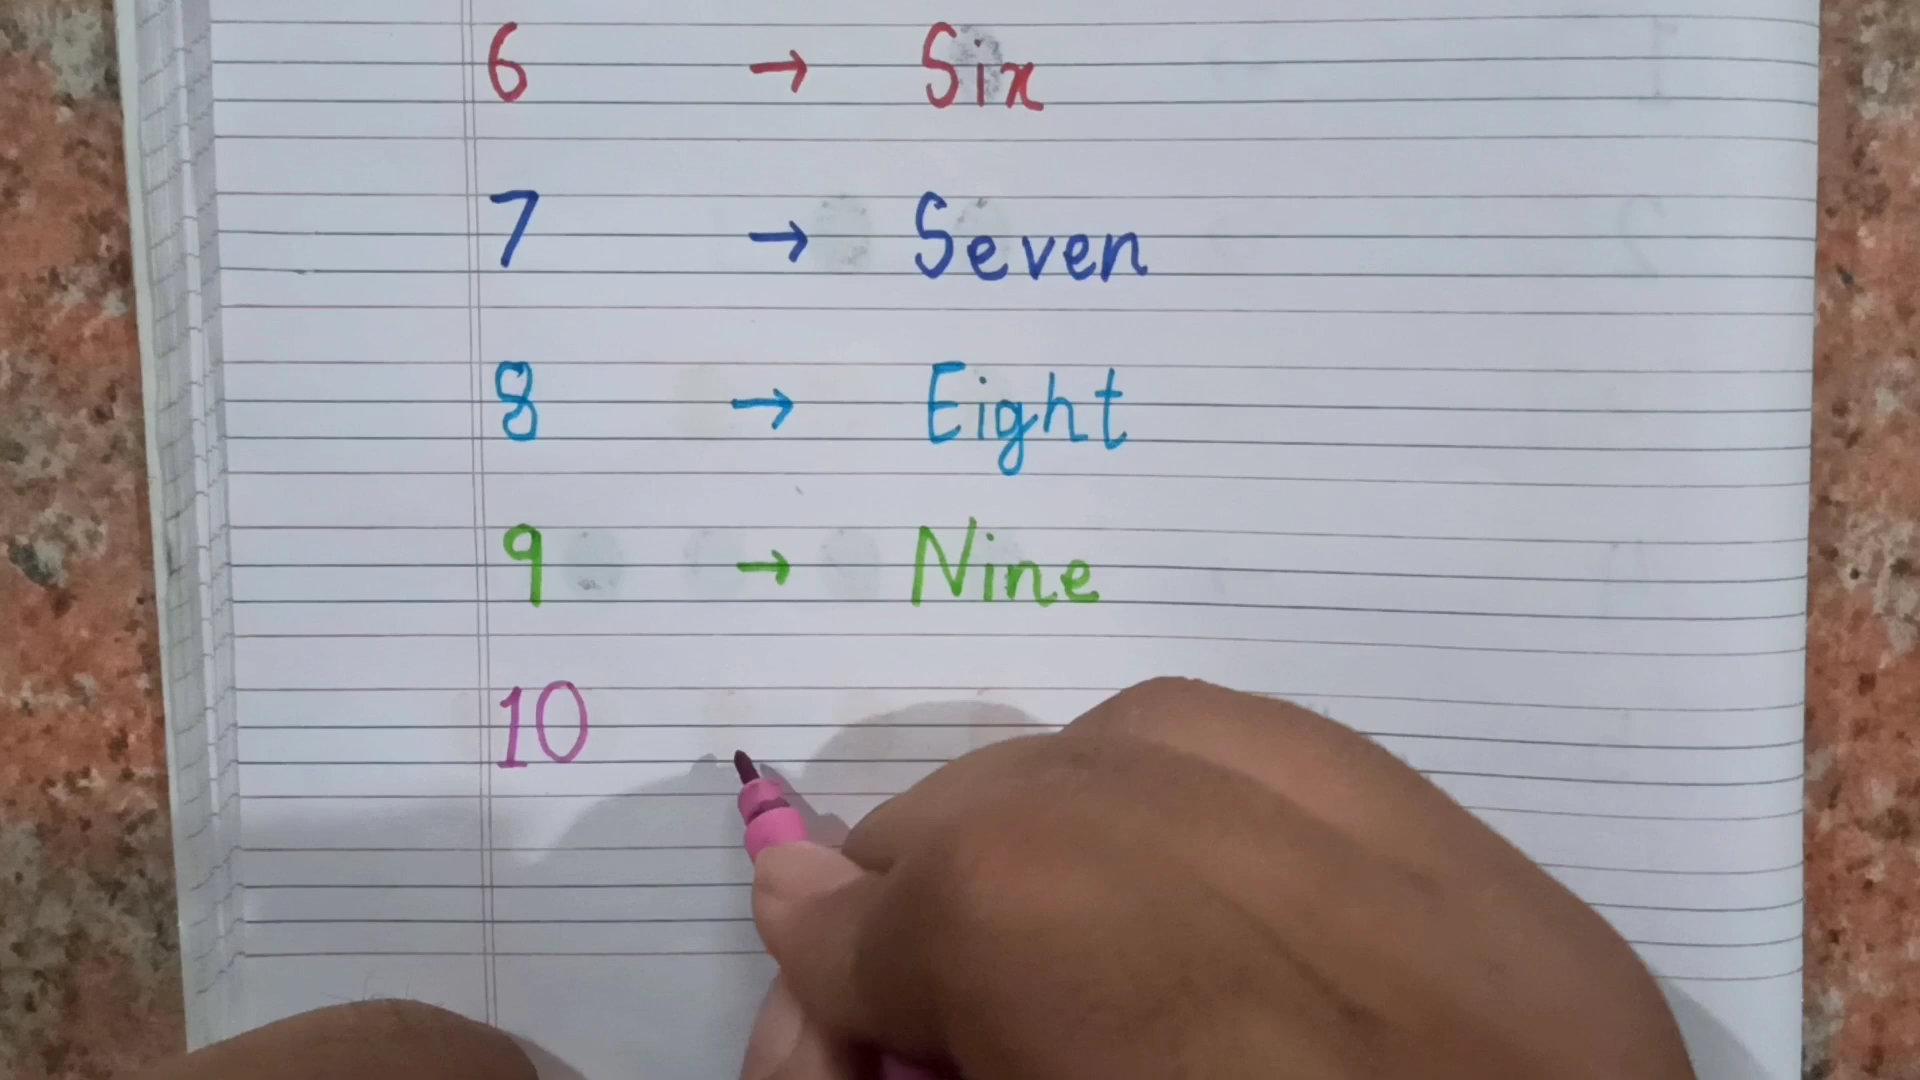 6 → Six
7 → Seven
8 → Eight
9 → Nine
10